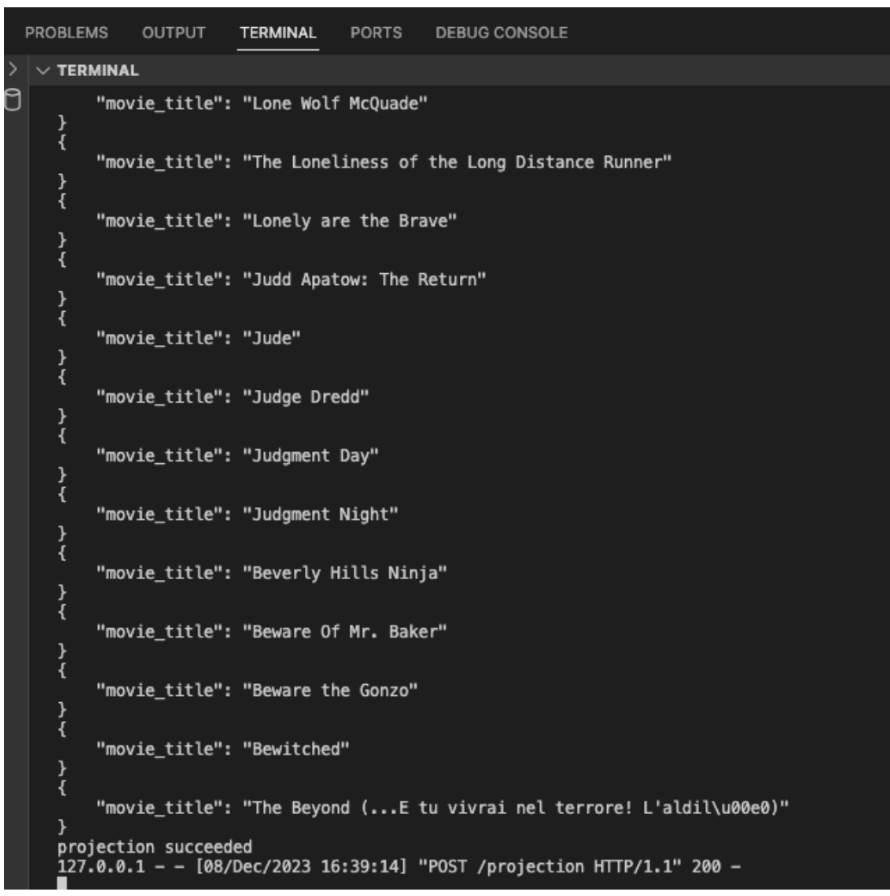 PROBLEMS OUTPUT TERMINAL PORTS DEBUG CONSOLE
TERMINAL
"movie_title": "Lone Wolf McQuade"
}
{
"movie_title": "The Loneliness of the Long Distance Runner"
}
{
"movie_title": "Lonely are the Brave"
}
{
"movie_title": "Judd Apatow: The Return"
}
{
"movie_title": "Jude"
}
{
"movie_title": "Judge Dredd"
}
{
"movie_title": "Judgment Day"
}
{
"movie_title": "Judgment Night"
}
{
"movie_title": "Beverly Hills Ninja"
}
{
"movie_title": "Beware Of Mr. Baker"
}
{
"movie_title": "Beware the Gonzo"
}
{
"movie_title": "Bewitched"
}
{
"movie_title": "The Beyond (...E tu vivrai nel terrore! L'aldil\u00e0)"
}
projection succeeded
127.0.0.1 - - [08/Dec/2023 16:39:14] "POST /projection HTTP/1.1" 200 -